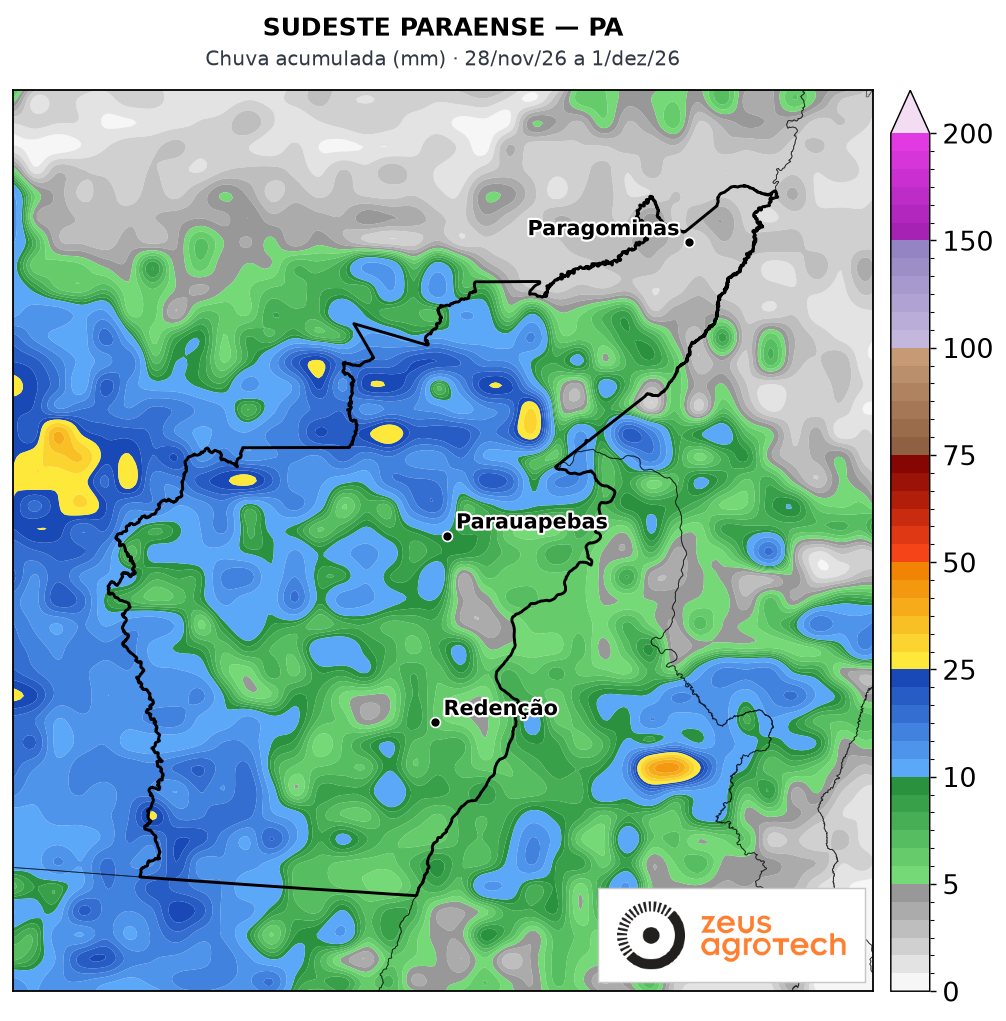 SUDESTE PARAENSE — PA
Chuva acumulada (mm) · 28/nov/26 a 1/dez/26
200
150
100
75
50
25
10
5
0
Paragominas
Parauapebas
Redenção
zeus
agrotech